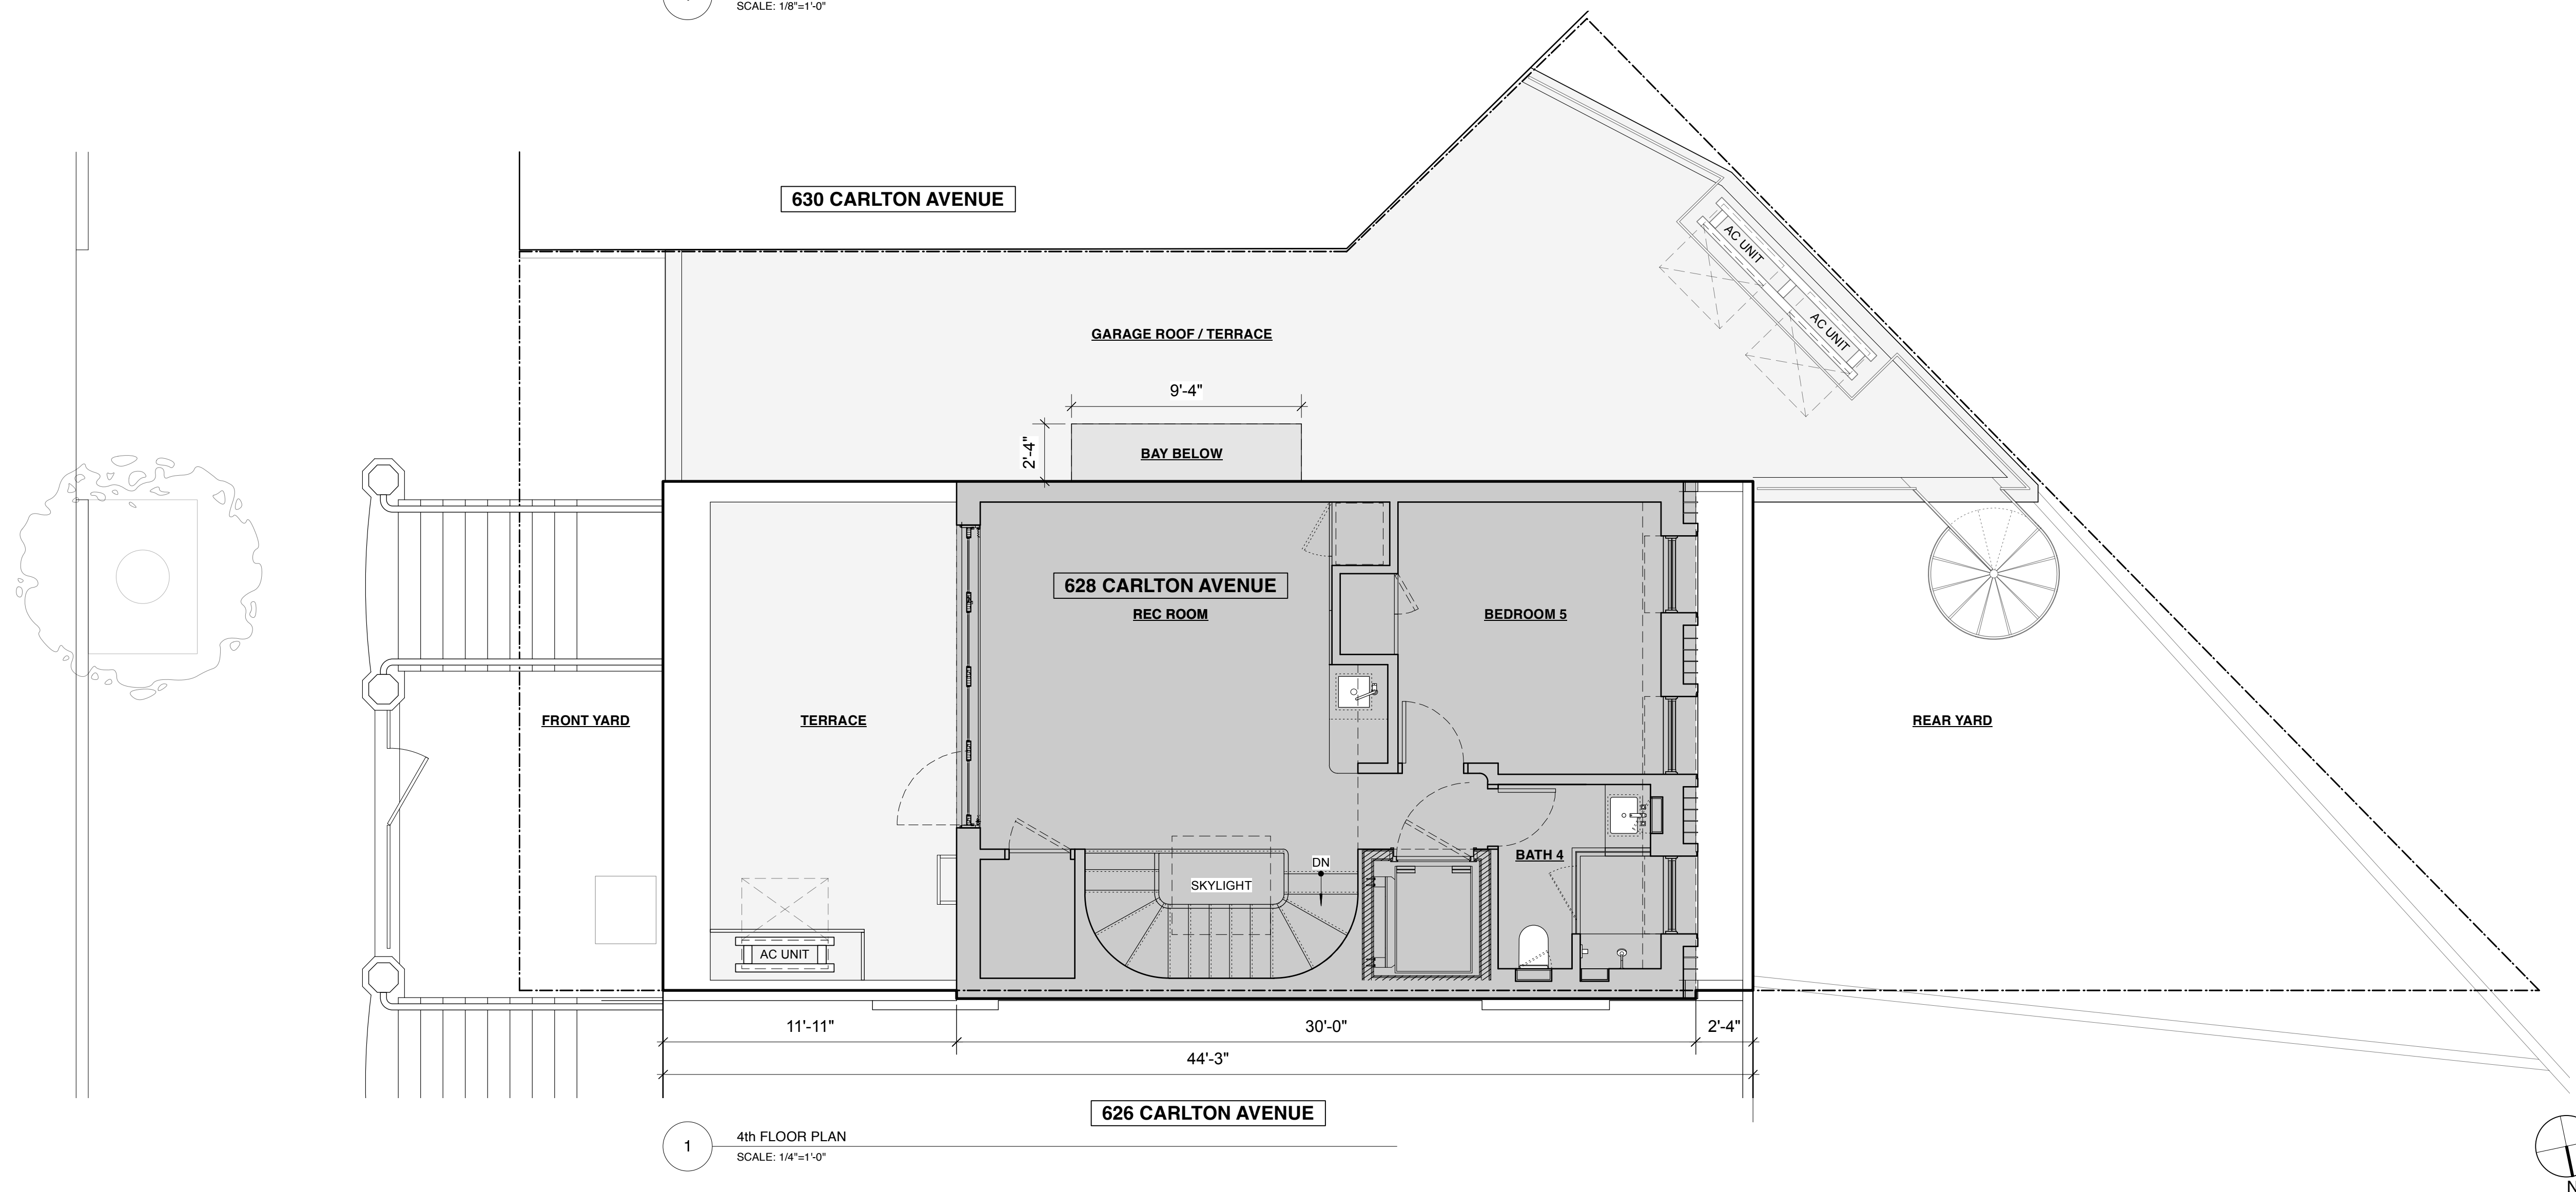 SCALE: 1/8"=1'-0"
630 CARLTON AVENUE
AC UNIT
AC UNIT
GARAGE ROOF / TERRACE
9'-4"
2'-4"
BAY BELOW
628 CARLTON AVENUE
REC ROOM
BEDROOM 5
FRONT YARD
TERRACE
REAR YARD
BATH 4
DN
SKYLIGHT
AC UNIT
11'-11"
30'-0"
2'-4"
44'-3"
626 CARLTON AVENUE
1
4th FLOOR PLAN
SCALE: 1/4"=1'-0"
N